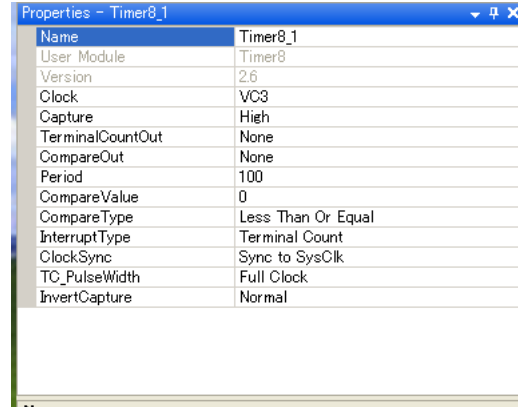 Properties - Timer8_1
Name Timer8_1
User Module Timer8
Version 2.6
Clock VC3
Capture High
TerminalCountOut None
CompareOut None
Period 100
CompareValue 0
CompareType Less Than Or Equal
InterruptType Terminal Count
ClockSync Sync to SysClk
TC_PulseWidth Full Clock
InvertCapture Normal